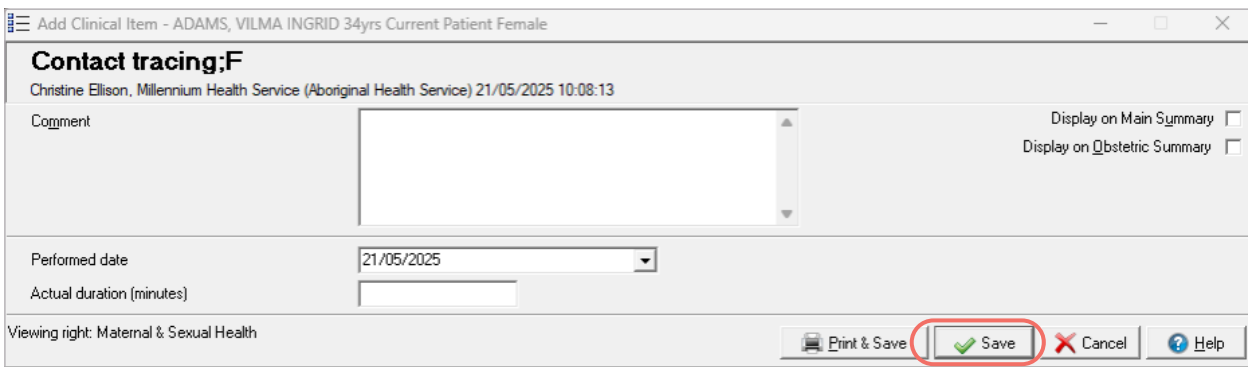 Add Clinical Item - ADAMS, VILMA INGRID 34yrs Current Patient Female
Contact tracing;F
Christine Ellison, Millennium Health Service (Aboriginal Health Service) 21/05/2025 10:08:13
Comment
Display on Main Summary
Display on Obstetric Summary
Performed date
21/05/2025
Actual duration (minutes)
Viewing right: Maternal & Sexual Health
Print & Save
Save
Cancel
Help